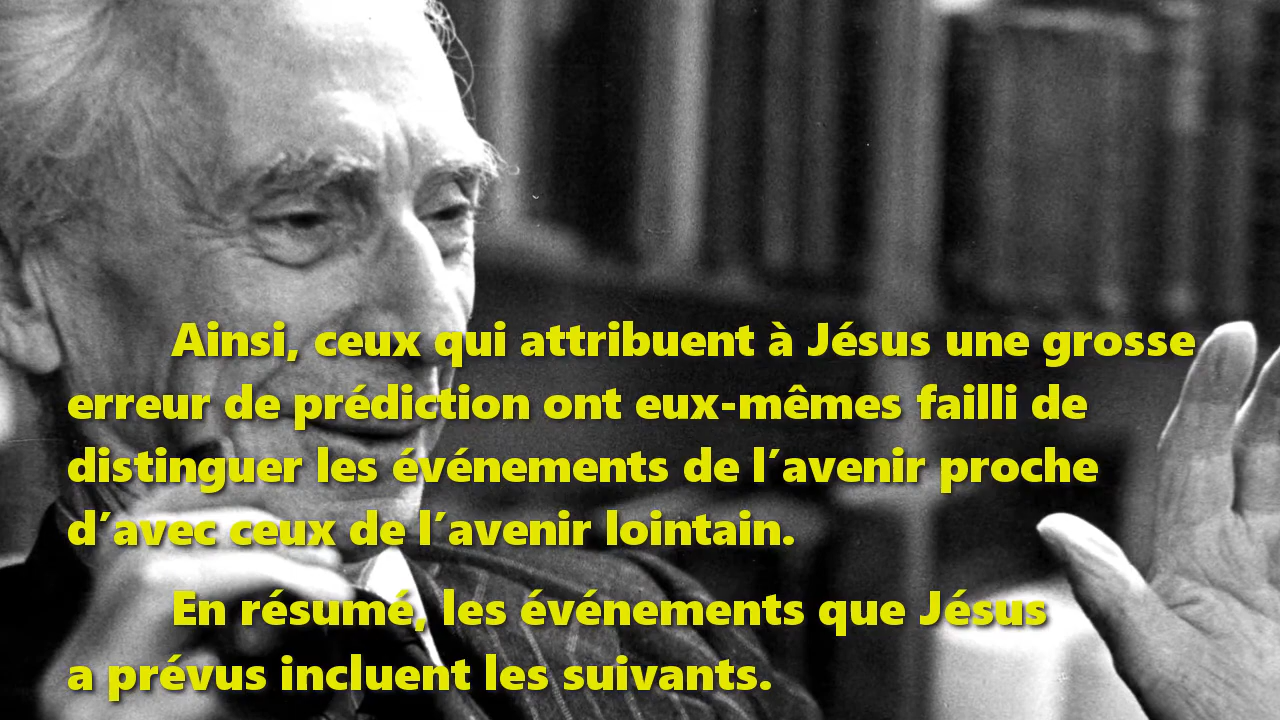 Ainsi, ceux qui attribuent à Jésus une grosse
erreur de prédiction ont eux-mêmes failli de
distinguer les événements de l´avenir proche
d´avec ceux de l´avenir lointain.
En résumé, les événements que Jésus
a prévus incluent les suivants.